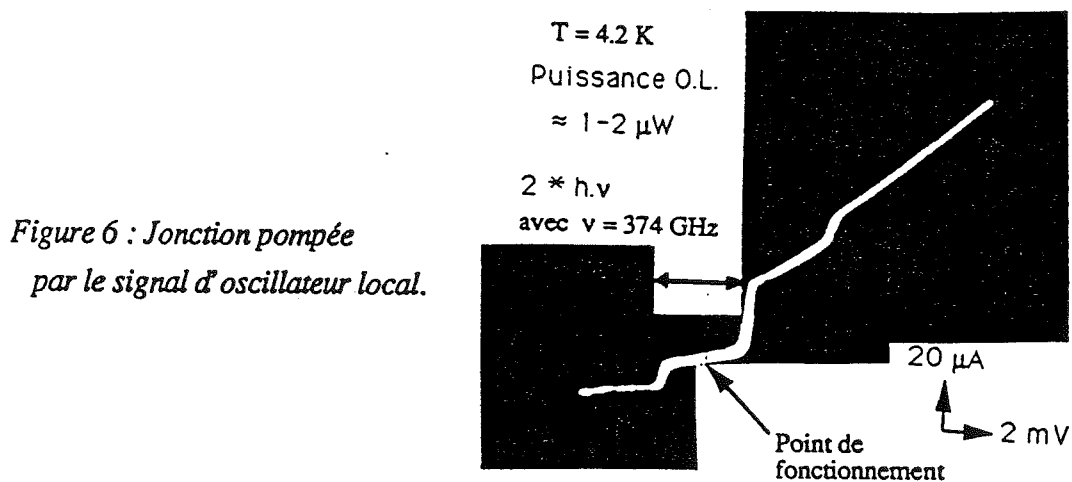 T = 4.2 K
Puissance O.L.
≈ 1-2 µW
2 * h.ν
avec ν = 374 GHz
Figure 6 : Jonction pompée
par le signal d'oscillateur local.
20 µA
2 mV
Point de
fonctionnement